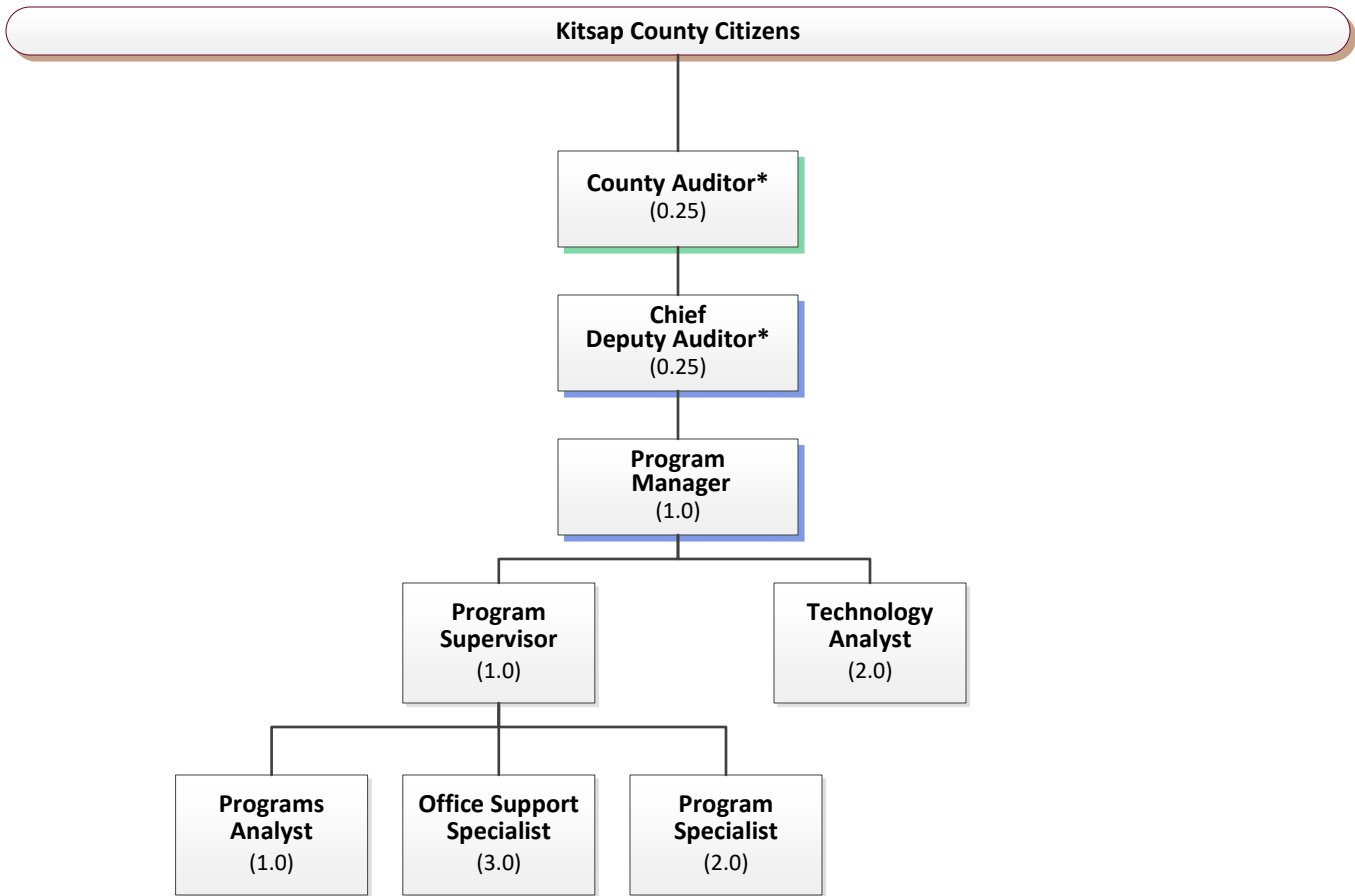 Kitsap County Citizens
County Auditor*
(0.25)
Chief
Deputy Auditor*
(0.25)
Program
Manager
(1.0)
Program
Supervisor
(1.0)
Technology
Analyst
(2.0)
Programs
Analyst
(1.0)
Office Support
Specialist
(3.0)
Program
Specialist
(2.0)